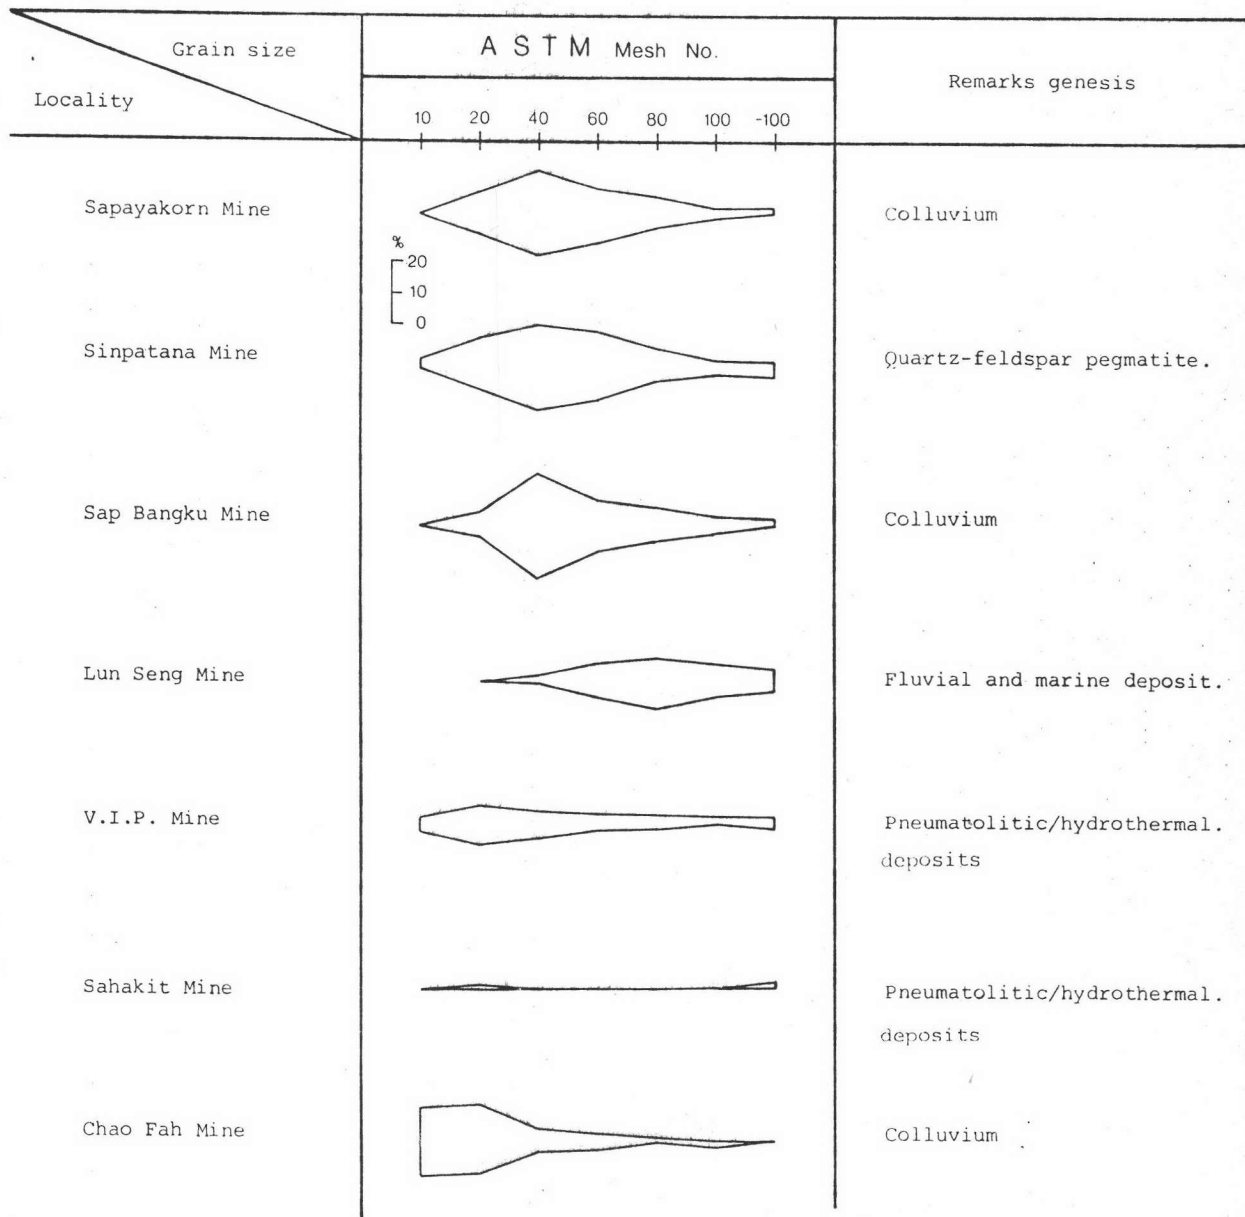 Grain size
Locality
A S T M Mesh No.
10 20 40 60 80 100 -100
Remarks genesis
Sapayakorn Mine
Colluvium
%
20
10
0
Sinpatana Mine
Quartz-feldspar pegmatite.
Sap Bangku Mine
Colluvium
Lun Seng Mine
Fluvial and marine deposit.
V.I.P. Mine
Pneumatolitic/hydrothermal.
deposits
Sahakit Mine
Pneumatolitic/hydrothermal.
deposits
Chao Fah Mine
Colluvium